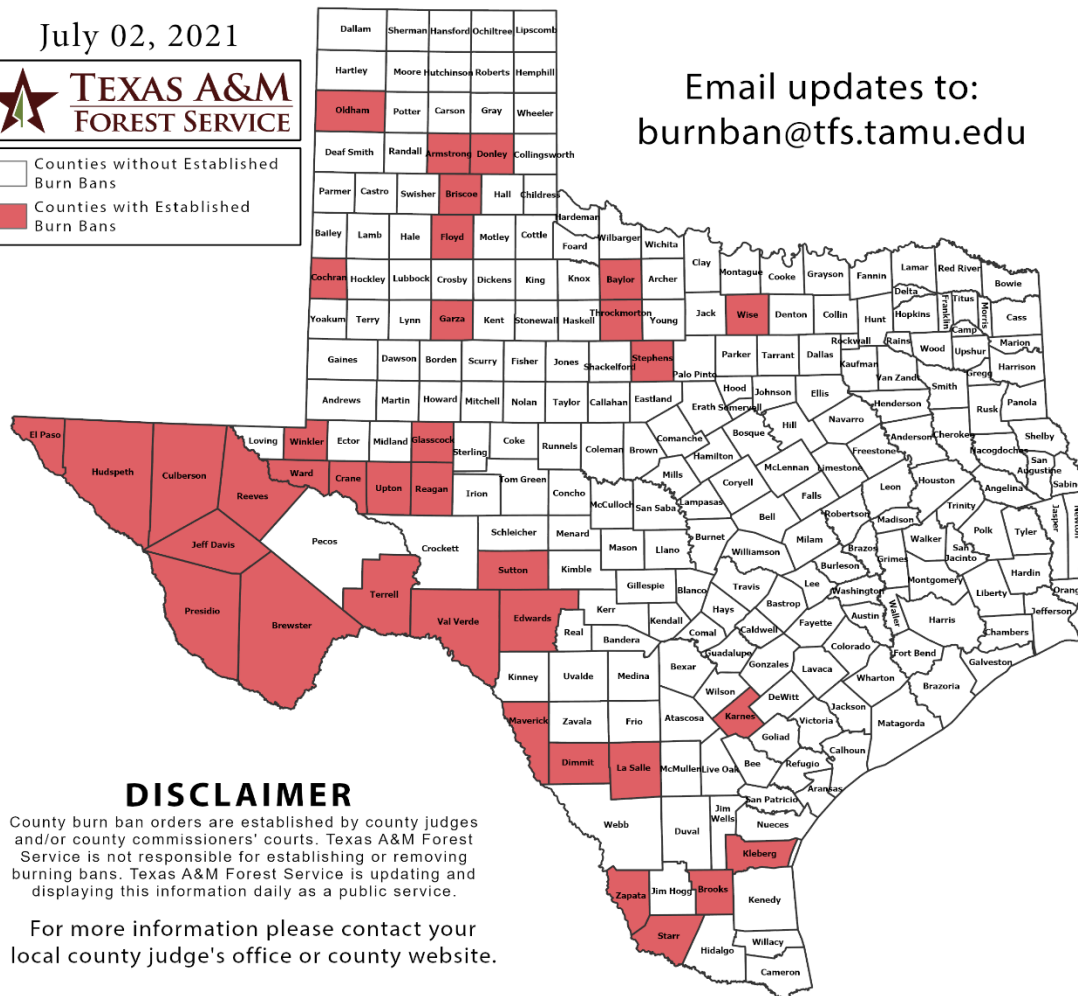 July 02, 2021
TEXAS A&M
FOREST SERVICE
Counties without Established
Burn Bans
Counties with Established
Burn Bans
Email updates to:
burnban@tfs.tamu.edu
Dallam Sherman Hansford Ochiltree Lipscomb
Hartley Moore Hutchinson Roberts Hemphill
Oldham Potter Carson Gray Wheeler
Deaf Smith Randall Armstrong Donley Collingsworth
Parmer Castro Swisher Briscoe Hall Childress
Hardeman
Bailey Lamb Hale Floyd Motley Cottle Foard Wilbarger Wichita
Clay Montague Cooke Grayson Fannin Lamar Red River Bowie
Cochran Hockley Lubbock Crosby Dickens King Knox Baylor Archer
Delta Franklin Titus Morris Cass
Yoakum Terry Lynn Garza Kent Stonewall Haskell Throckmorton Young Jack Wise Denton Collin Hunt Hopkins Camp
Rockwall Rains Wood Upshur Marion
Gaines Dawson Borden Scurry Fisher Jones Shackelford Stephens Palo Pinto Parker Tarrant Dallas Kaufman Van Zandt Gregg Harrison
Andrews Martin Howard Mitchell Nolan Taylor Callahan Eastland Erath Hood Somervell Johnson Ellis Henderson Smith Rusk Panola
El Paso Hudspeth Culberson Reeves Loving Winkler Ector Midland Glasscock Sterling Coke Runnels Coleman Brown Comanche Hamilton Bosque Hill Navarro Freestone Anderson Cherokee Nacogdoches Shelby
San Augustine Sabine
Ward Crane Upton Reagan Irion Tom Green Concho McCulloch San Saba Mills Lampasas Coryell McLennan Limestone Falls Leon Houston Angelina
Trinity Jasper Newton
Jeff Davis Pecos Crockett Schleicher Menard Mason Llano Burnet Bell Milam Robertson Madison Walker San Jacinto Polk Tyler
Williamson Brazos Grimes
Presidio Brewster Terrell Val Verde Sutton Kimble Gillespie Blanco Travis Lee Burleson Washington Montgomery Liberty Hardin Orange
Edwards Kerr Kendall Hays Bastrop Fayette Austin Waller Harris Jefferson
Real Bandera Comal Caldwell Colorado Fort Bend Chambers
Guadalupe Gonzales Lavaca Wharton Brazoria Galveston
Kinney Uvalde Medina Bexar Wilson DeWitt Jackson Matagorda
Maverick Zavala Frio Atascosa Karnes Goliad Victoria Calhoun
Dimmit La Salle McMullen Live Oak Bee Refugio Aransas
San Patricio
Webb Duval Jim Wells Nueces
Kleberg
Zapata Jim Hogg Brooks Kenedy
Starr Hidalgo Willacy
Cameron
DISCLAIMER
County burn ban orders are established by county judges
and/or county commissioners' courts. Texas A&M Forest
Service is not responsible for establishing or removing
burning bans. Texas A&M Forest Service is updating and
displaying this information daily as a public service.
For more information please contact your
local county judge's office or county website.